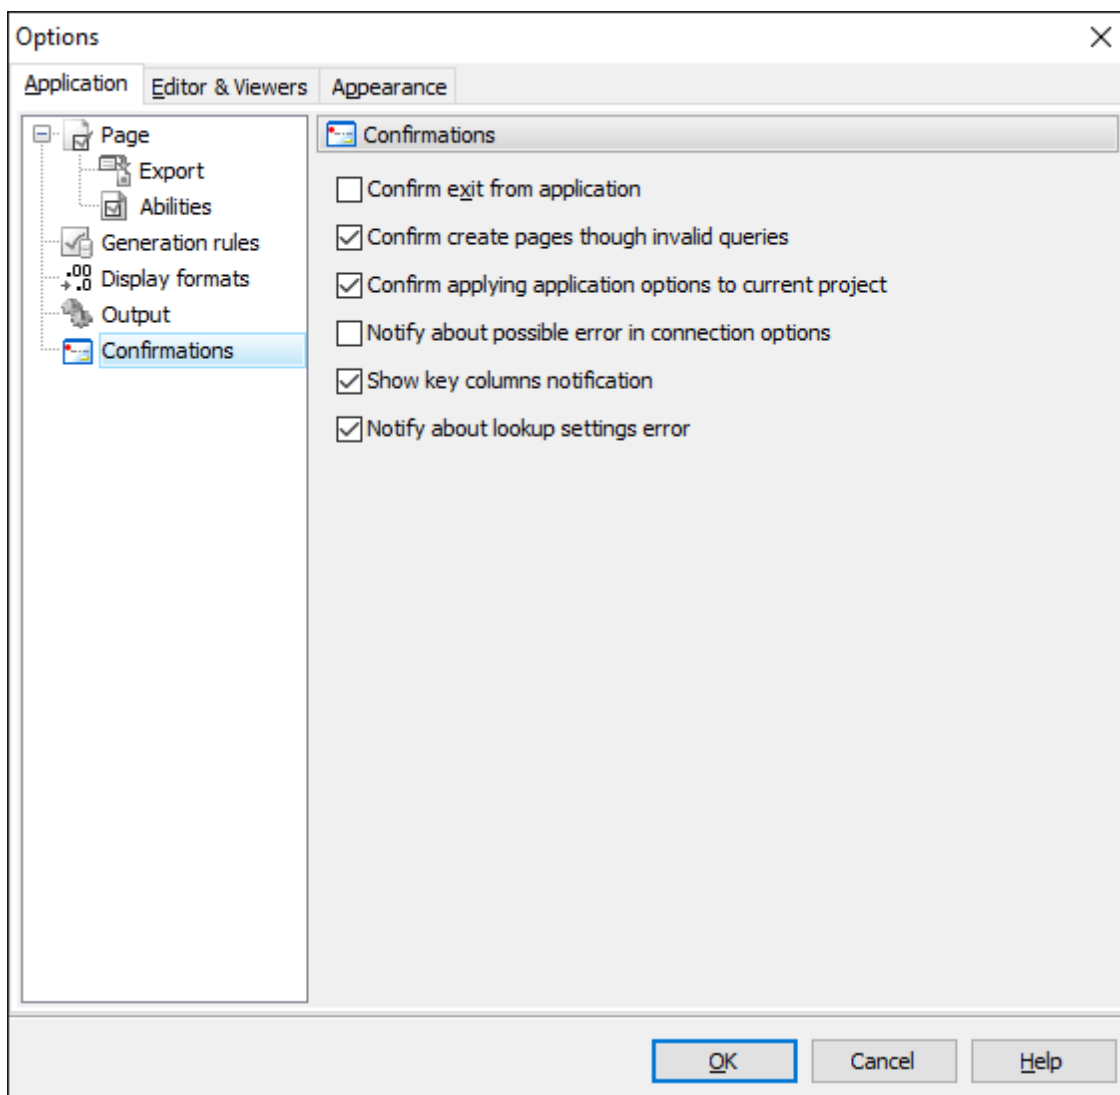 Options
Application
Editor & Viewers
Appearance
Page
Export
Abilities
Generation rules
Display formats
Output
Confirmations
Confirmations
Confirm exit from application
Confirm create pages though invalid queries
Confirm applying application options to current project
Notify about possible error in connection options
Show key columns notification
Notify about lookup settings error
OK
Cancel
Help